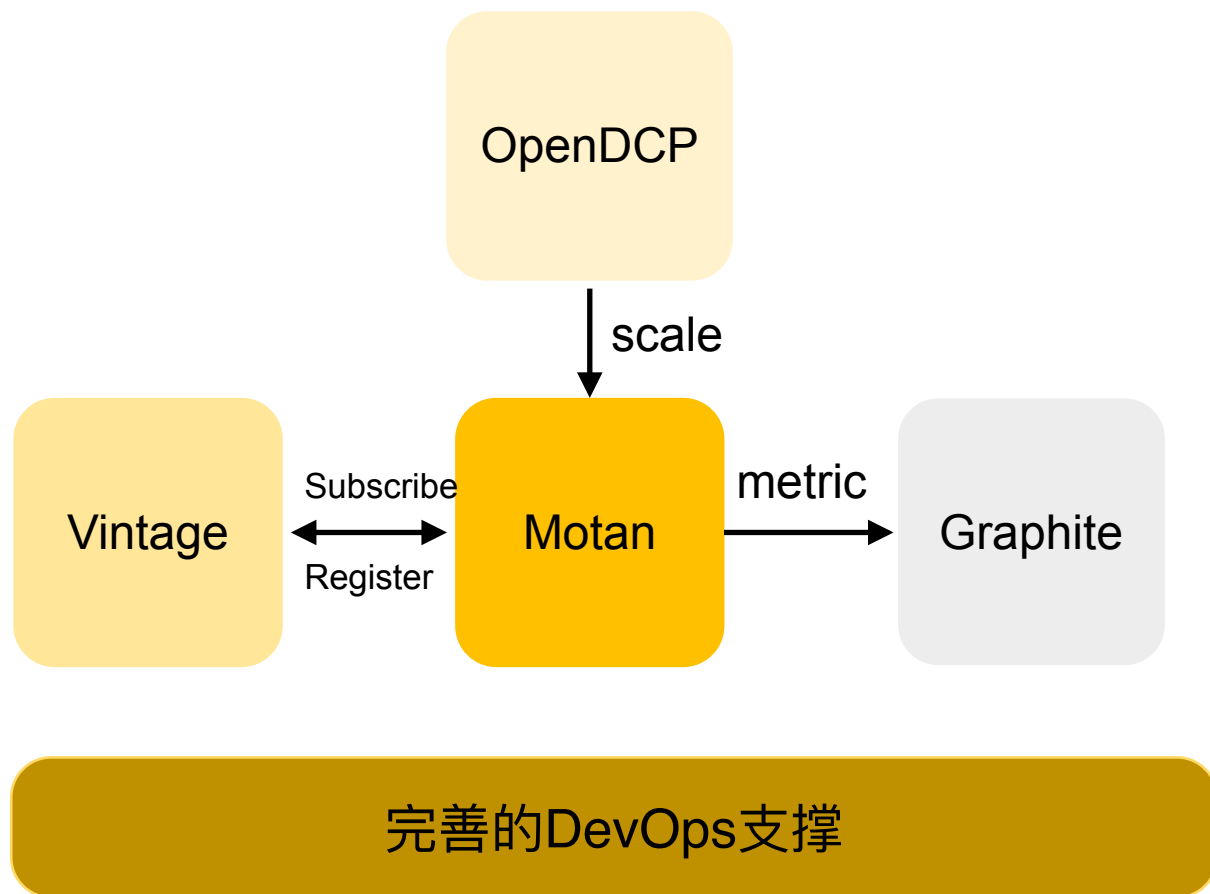 OpenDCP
scale
Vintage
Subscribe
Register
Motan
metric
Graphite
完善的DevOps支撑